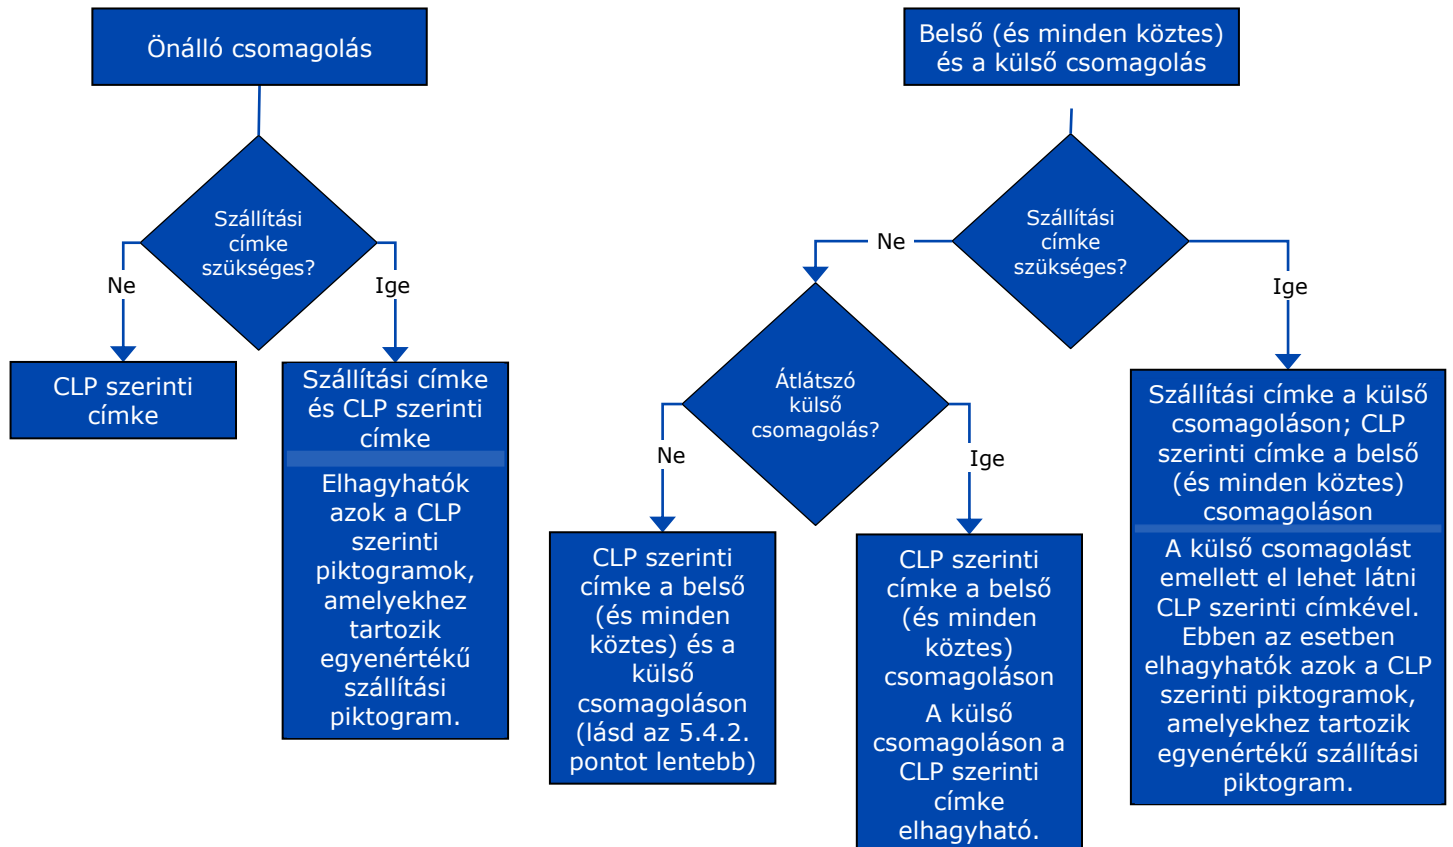 Önálló csomagolás
Szállítási
címke
szükséges?
Ne
Ige
CLP szerinti
címke
Szállítási címke
és CLP szerinti
címke
Elhagyhatók
azok a CLP
szerinti
piktogramok,
amelyekhez
tartozik
egyenértékű
szállítási
piktogram.
Belső (és minden köztes)
és a külső csomagolás
Szállítási
címke
szükséges?
Ne
Ige
Átlátszó
külső
csomagolás?
Ne
Ige
CLP szerinti
címke a belső
(és minden
köztes) és a
külső
csomagoláson
(lásd az 5.4.2.
pontot lentebb)
CLP szerinti
címke a belső
(és minden
köztes)
csomagoláson
A külső
csomagoláson a
CLP szerinti
címke
elhagyható.
Szállítási címke a külső
csomagoláson; CLP
szerinti címke a belső
(és minden köztes)
csomagoláson
A külső csomagolást
emellett el lehet látni
CLP szerinti címkével.
Ebben az esetben
elhagyhatók azok a CLP
szerinti piktogramok,
amelyekhez tartozik
egyenértékű szállítási
piktogram.